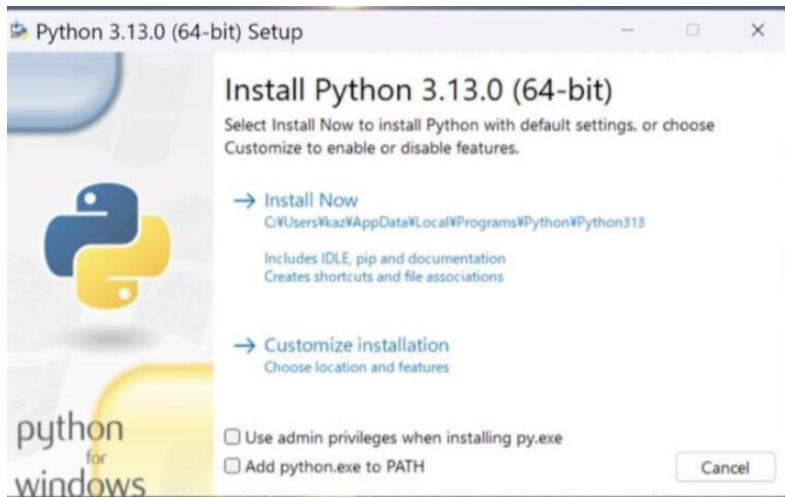 Python 3.13.0 (64-bit) Setup
Install Python 3.13.0 (64-bit)
Select Install Now to install Python with default settings, or choose
Customize to enable or disable features.
→ Install Now
C:¥Users¥kaz¥AppData¥Local¥Programs¥Python¥Python313
Includes IDLE, pip and documentation
Creates shortcuts and file associations
→ Customize installation
Choose location and features
python
for
windows
Use admin privileges when installing py.exe
Add python.exe to PATH
Cancel